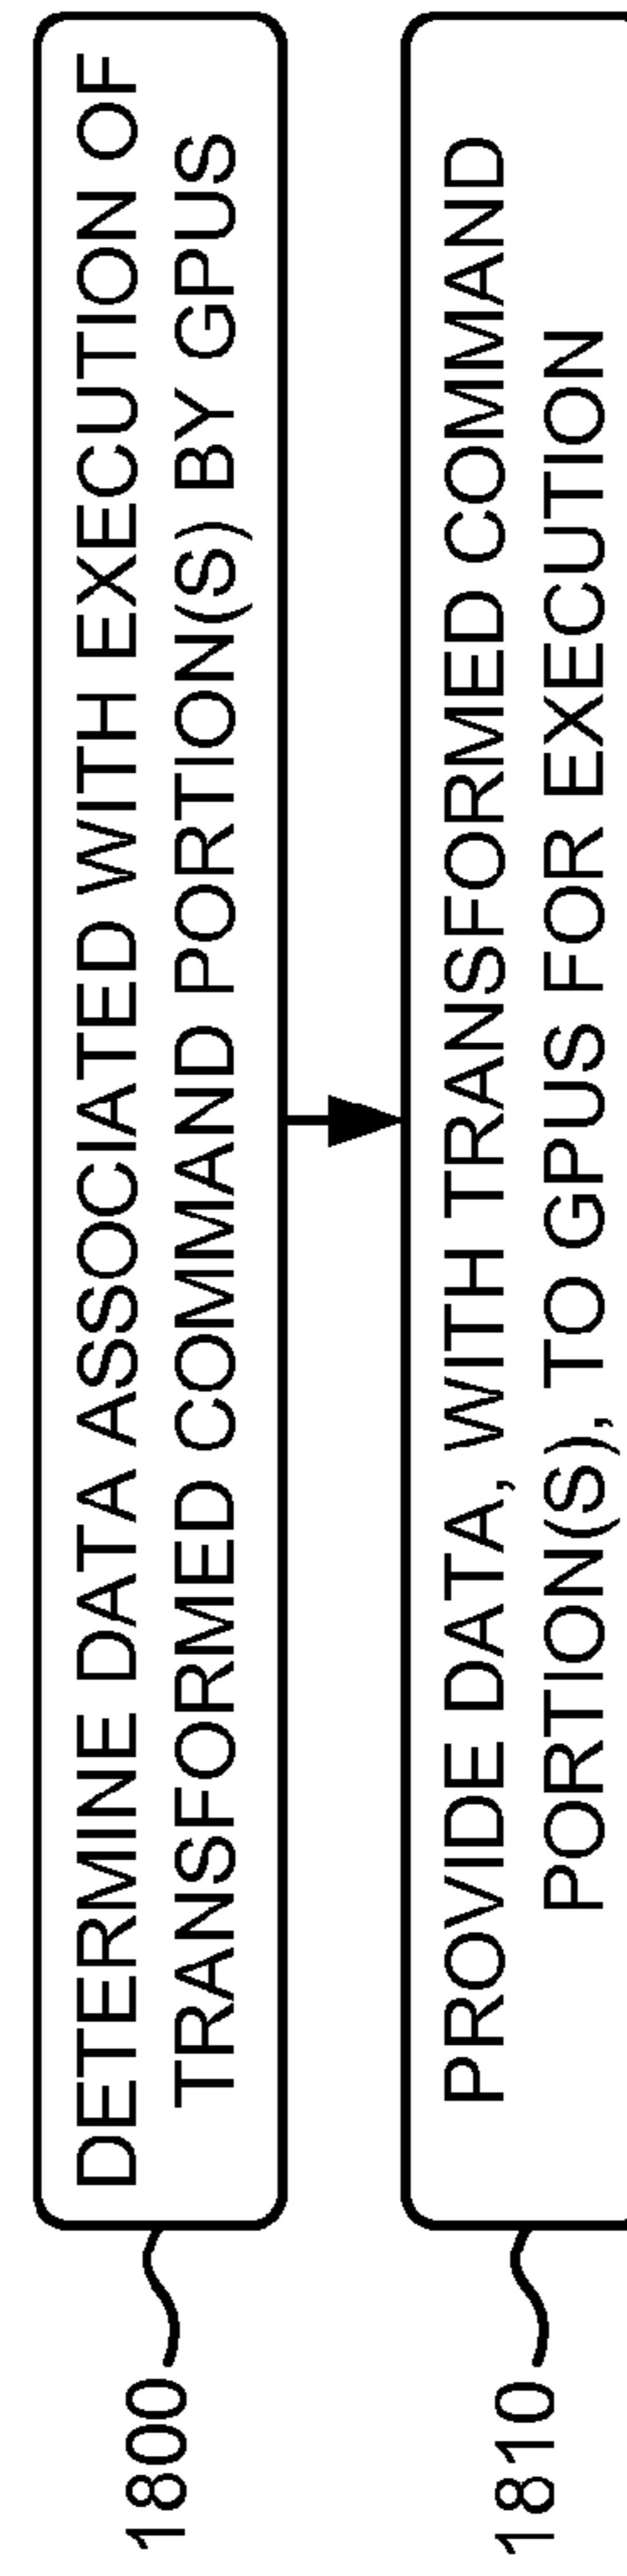 1800
DETERMINE DATA ASSOCIATED WITH EXECUTION OF
TRANSFORMED COMMAND PORTION(S) BY GPUS
1810
PROVIDE DATA, WITH TRANSFORMED COMMAND
PORTION(S), TO GPUS FOR EXECUTION